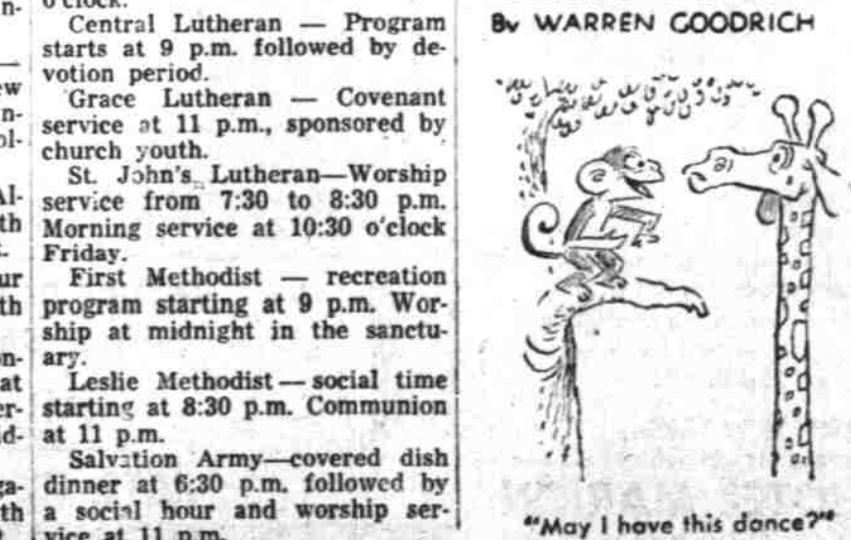 o'clock.
Central Lutheran — Program
starts at 9 p.m. followed by de-
votion period.
Grace Lutheran — Covenant
service at 11 p.m., sponsored by
church youth.
St. John's Lutheran—Worship
service from 7:30 to 8:30 p.m.
Morning service at 10:30 o'clock
Friday.
First Methodist — recreation
program starting at 9 p.m. Wor-
ship at midnight in the sanctu-
ary.
Leslie Methodist — social time
starting at 8:30 p.m. Communion
at 11 p.m.
Salvation Army—covered dish
dinner at 6:30 p.m. followed by
a social hour and worship ser-
vice at 11 p.m.
By WARREN GOODRICH
"May I have this dance?"